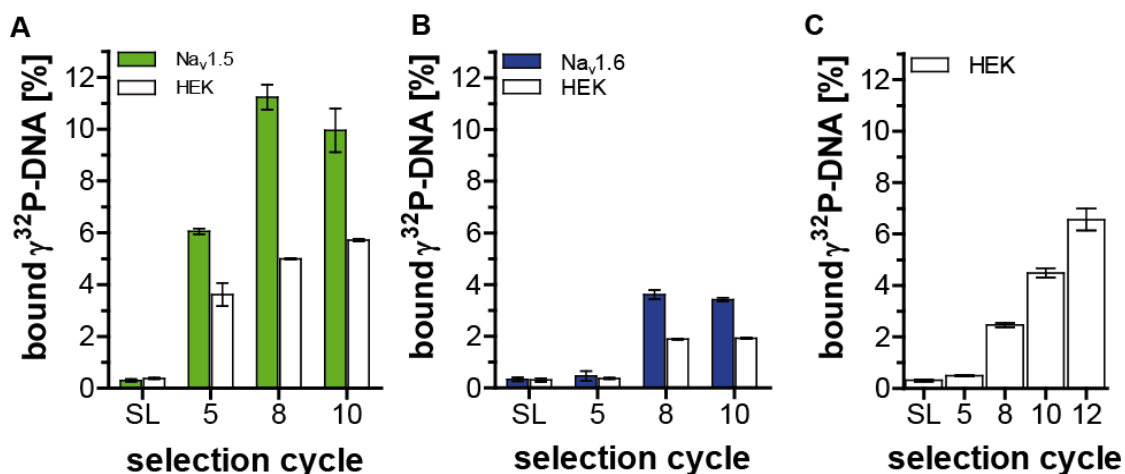 A
Nav1.5
HEK
bound γ32P-DNA [%]
12
10
8
6
4
2
0
SL 5 8 10
selection cycle
B
Nav1.6
HEK
bound γ32P-DNA [%]
12
10
8
6
4
2
0
SL 5 8 10
selection cycle
C
HEK
bound γ32P-DNA [%]
12
10
8
6
4
2
0
SL 5 8 10 12
selection cycle